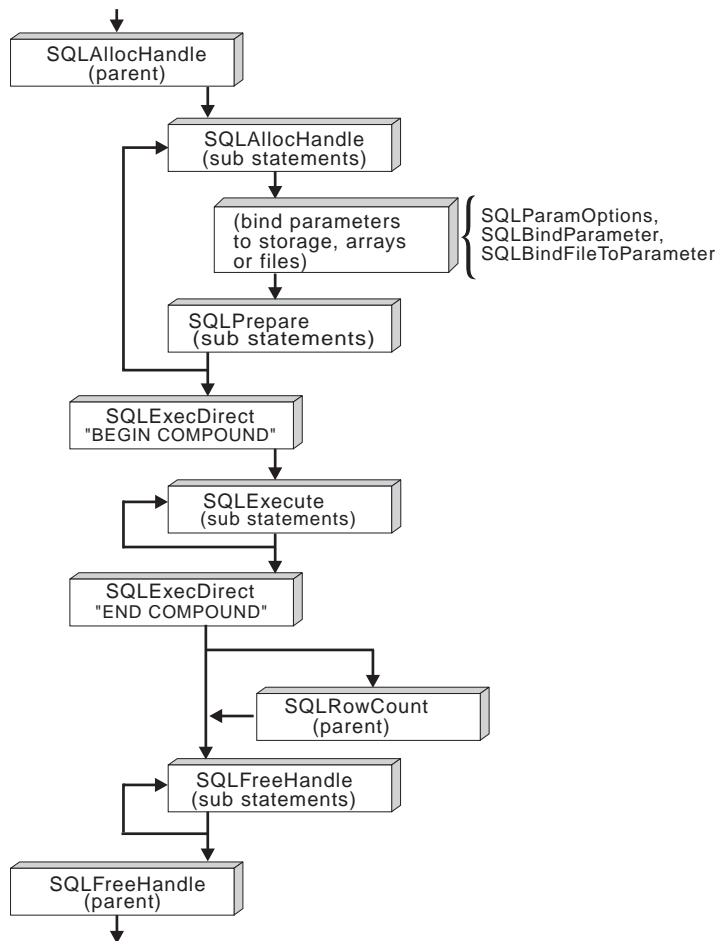 SQLAllocHandle
(parent)
SQLAllocHandle
(sub statements)
(bind parameters
to storage, arrays
or files)
SQLParamOptions,
SQLBindParameter,
SQLBindFileToParameter
SQLPrepare
(sub statements)
SQLExecDirect
"BEGIN COMPOUND"
SQLExecute
(sub statements)
SQLExecDirect
"END COMPOUND"
SQLRowCount
(parent)
SQLFreeHandle
(sub statements)
SQLFreeHandle
(parent)